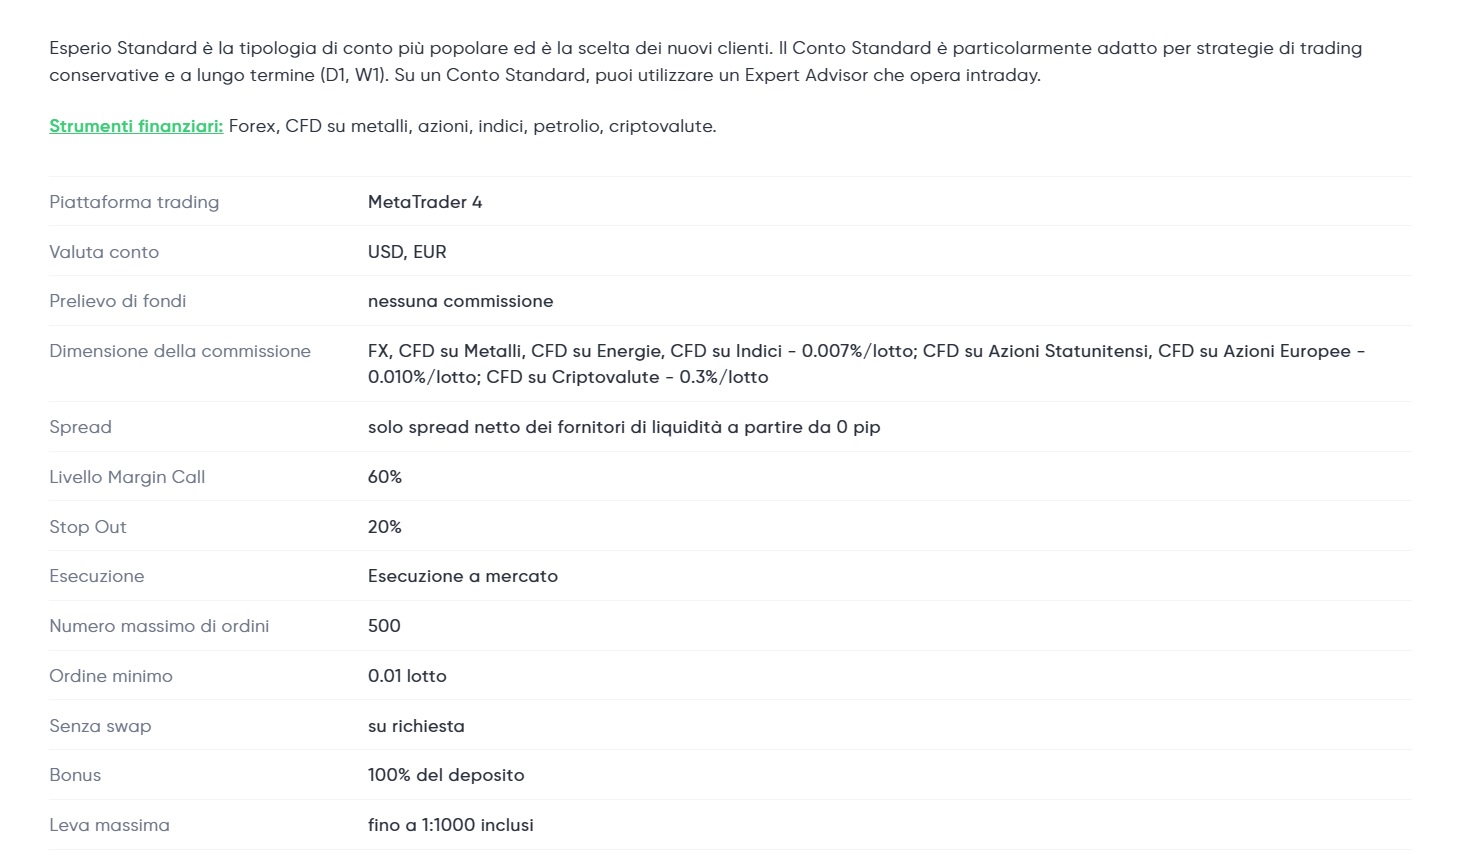 Esperio Standard è la tipologia di conto più popolare ed è la scelta dei nuovi clienti. Il Conto Standard è particolarmente adatto per strategie di trading
conservative e a lungo termine (D1, W1). Su un Conto Standard, puoi utilizzare un Expert Advisor che opera intraday.
Strumenti finanziari: Forex, CFD su metalli, azioni, indici, petrolio, criptovalute.
Piattaforma trading MetaTrader 4
Valuta conto USD, EUR
Prelievo di fondi nessuna commissione
Dimensione della commissione FX, CFD su Metalli, CFD su Energie, CFD su Indici - 0.007%/lotto; CFD su Azioni Statunitensi, CFD su Azioni Europee -
0.010%/lotto; CFD su Criptovalute - 0.3%/lotto
Spread solo spread netto dei fornitori di liquidità a partire da 0 pip
Livello Margin Call 60%
Stop Out 20%
Esecuzione Esecuzione a mercato
Numero massimo di ordini 500
Ordine minimo 0.01 lotto
Senza swap su richiesta
Bonus 100% del deposito
Leva massima fino a 1:1000 inclusi